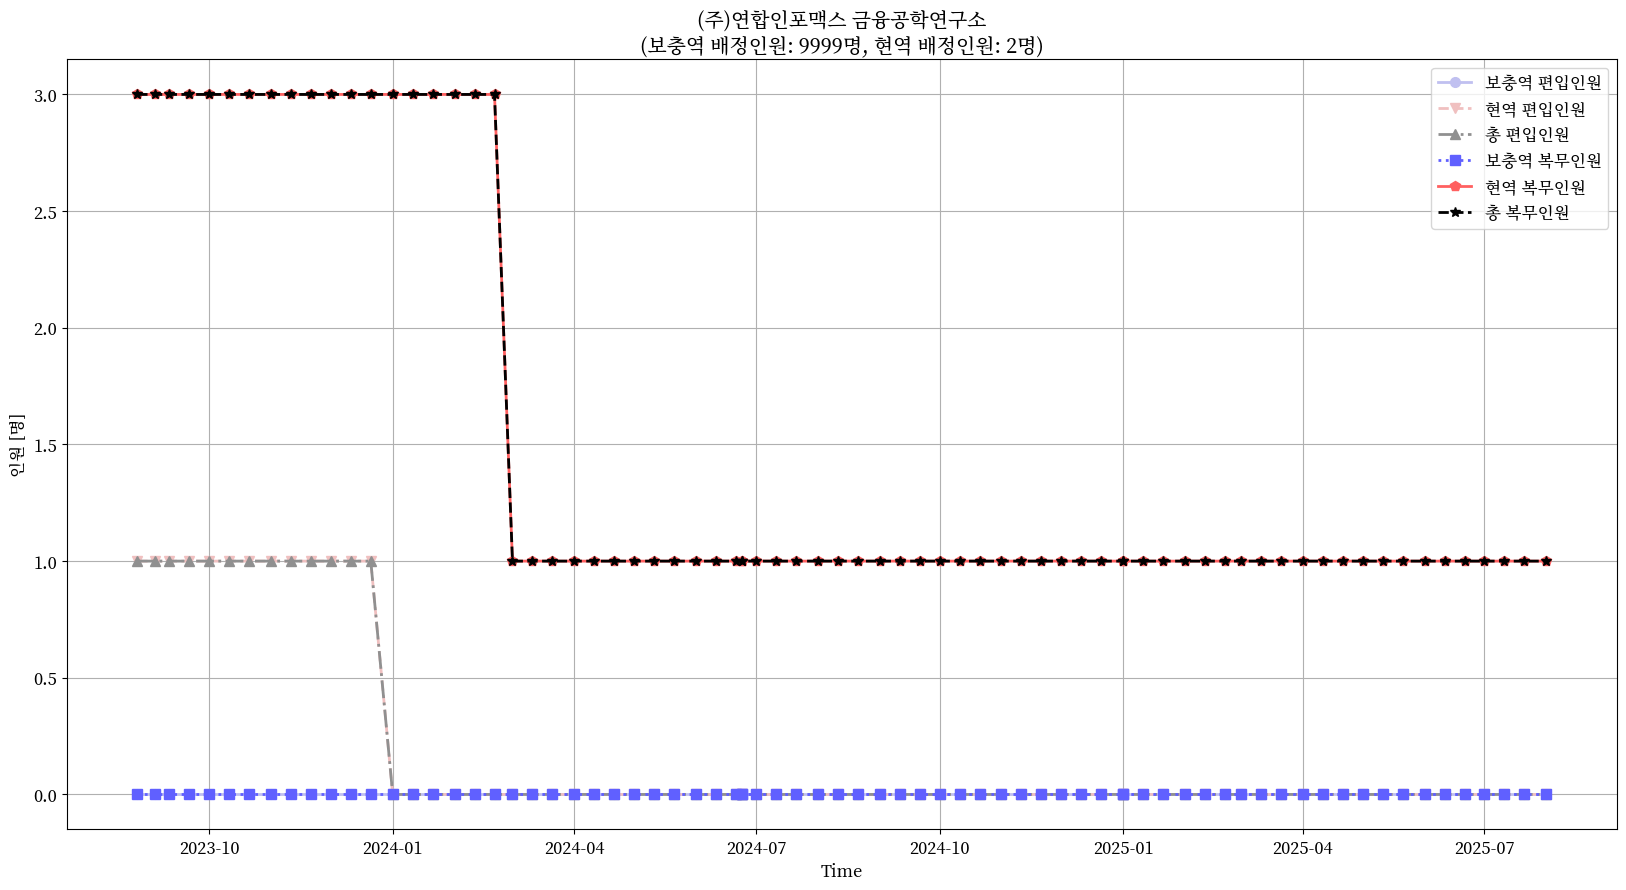 (주)연합인포맥스 금융공학연구소
(보충역 배정인원: 9999명, 현역 배정인원: 2명)
보충역 편입인원
현역 편입인원
총 편입인원
보충역 복무인원
현역 복무인원
총 복무인원
3.0
2.5
2.0
1.5
1.0
0.5
0.0
인원 [명]
2023-10
2024-01
2024-04
2024-07
2024-10
2025-01
2025-04
2025-07
Time